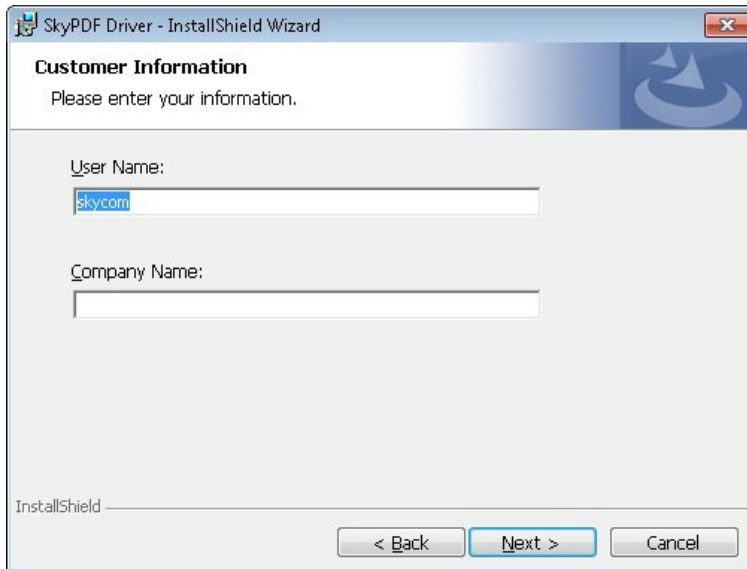 SkyPDF Driver - InstallShield Wizard
Customer Information
Please enter your information.
User Name:
skycom
Company Name:
InstallShield
< Back Next > Cancel